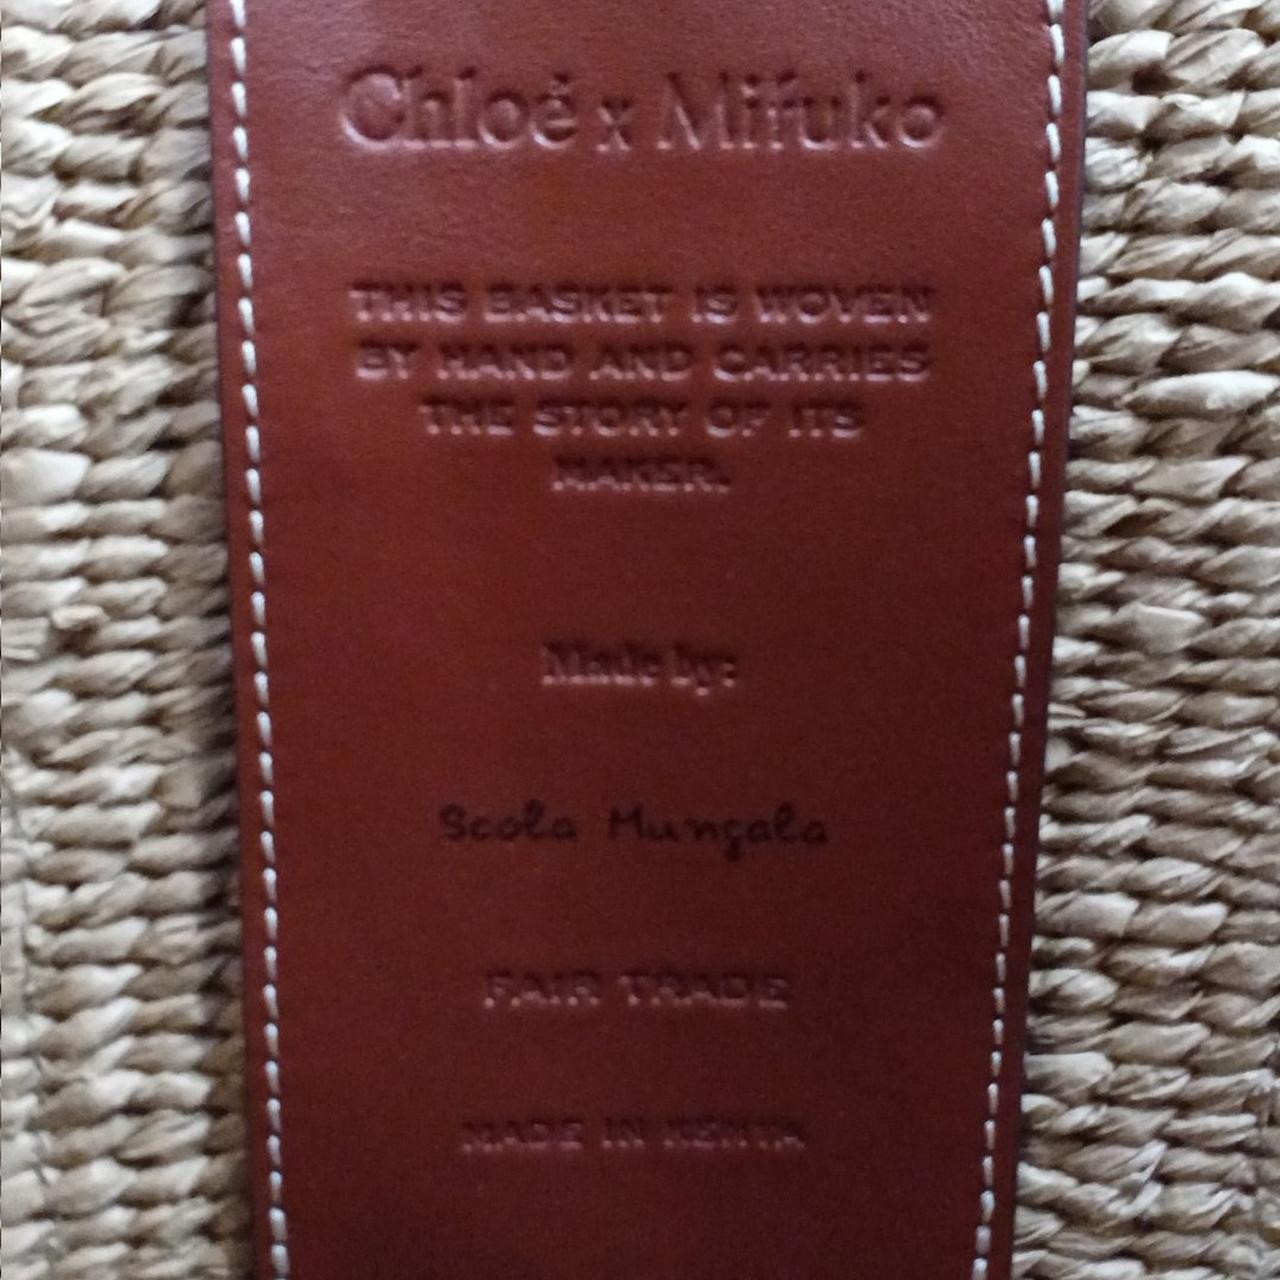 Chloé x Mifuko
THIS BASKET IS WOVEN
BY HAND AND CARRIES
THE STORY OF ITS
MAKER.
Made by:
Scola Mungala
FAIR TRADE
MADE IN KENYA